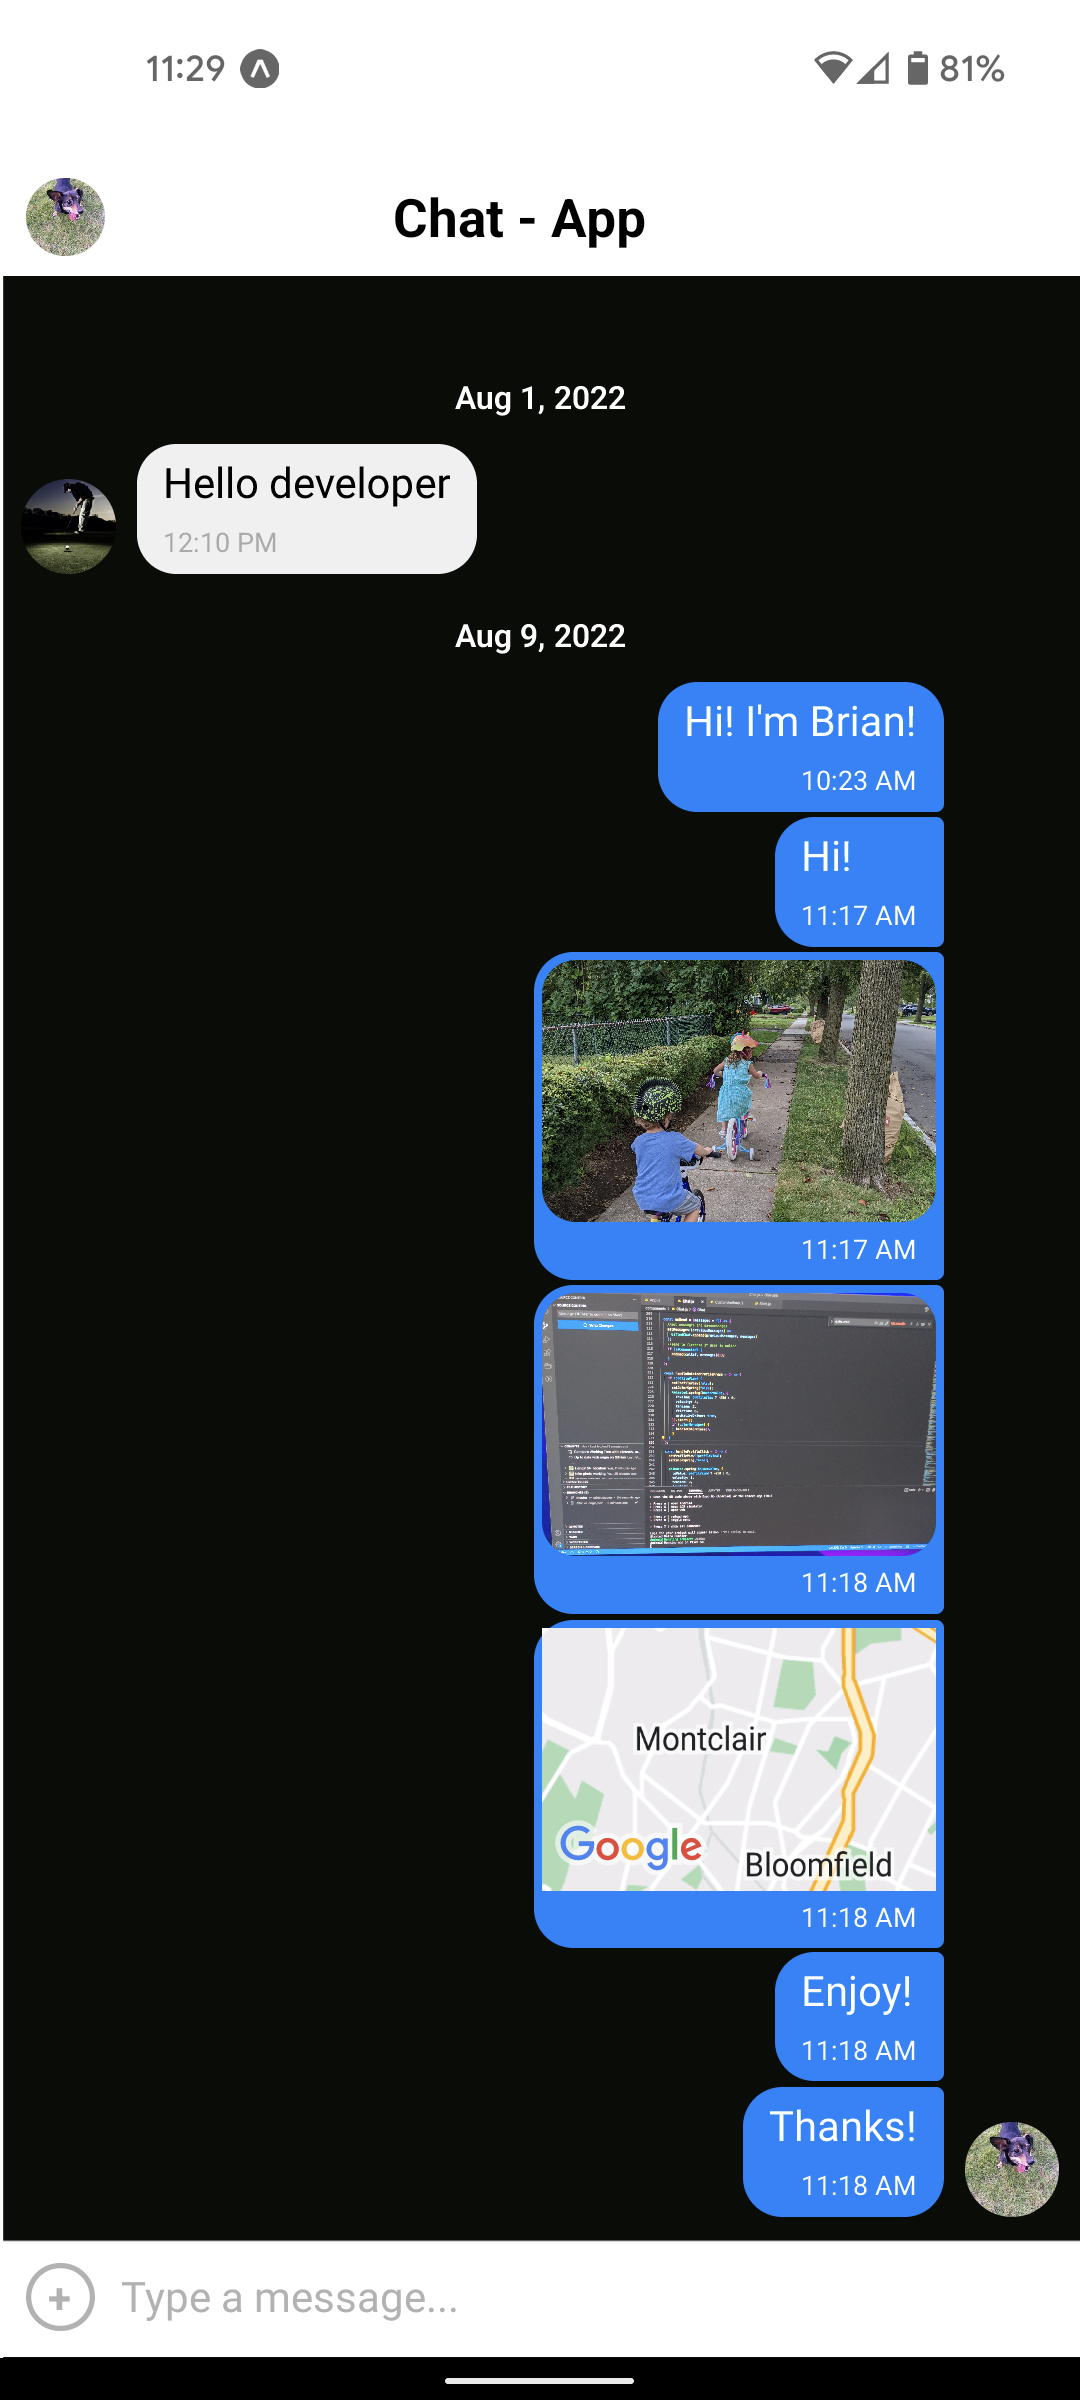 11:29
81%
Chat - App
Aug 1, 2022
Hello developer
12:10 PM
Aug 9, 2022
Hi! I'm Brian!
10:23 AM
Hi!
11:17 AM
11:17 AM
11:18 AM
Montclair
Google
Bloomfield
11:18 AM
Enjoy!
11:18 AM
Thanks!
11:18 AM
Type a message...